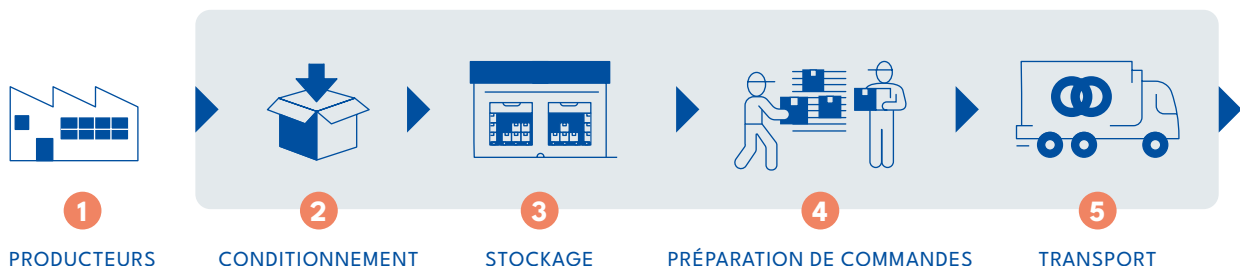 1
2
3
4
5
PRODUCTEURS
CONDITIONNEMENT
STOCKAGE
PRÉPARATION DE COMMANDES
TRANSPORT